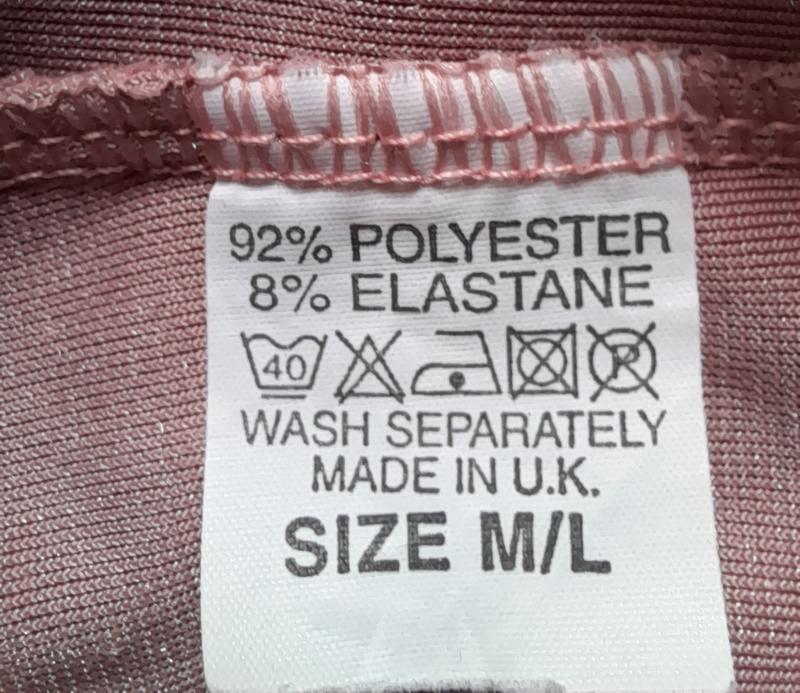 92% POLYESTER
8% ELASTANE
40 P
WASH SEPARATELY
MADE IN U.K.
SIZE M/L